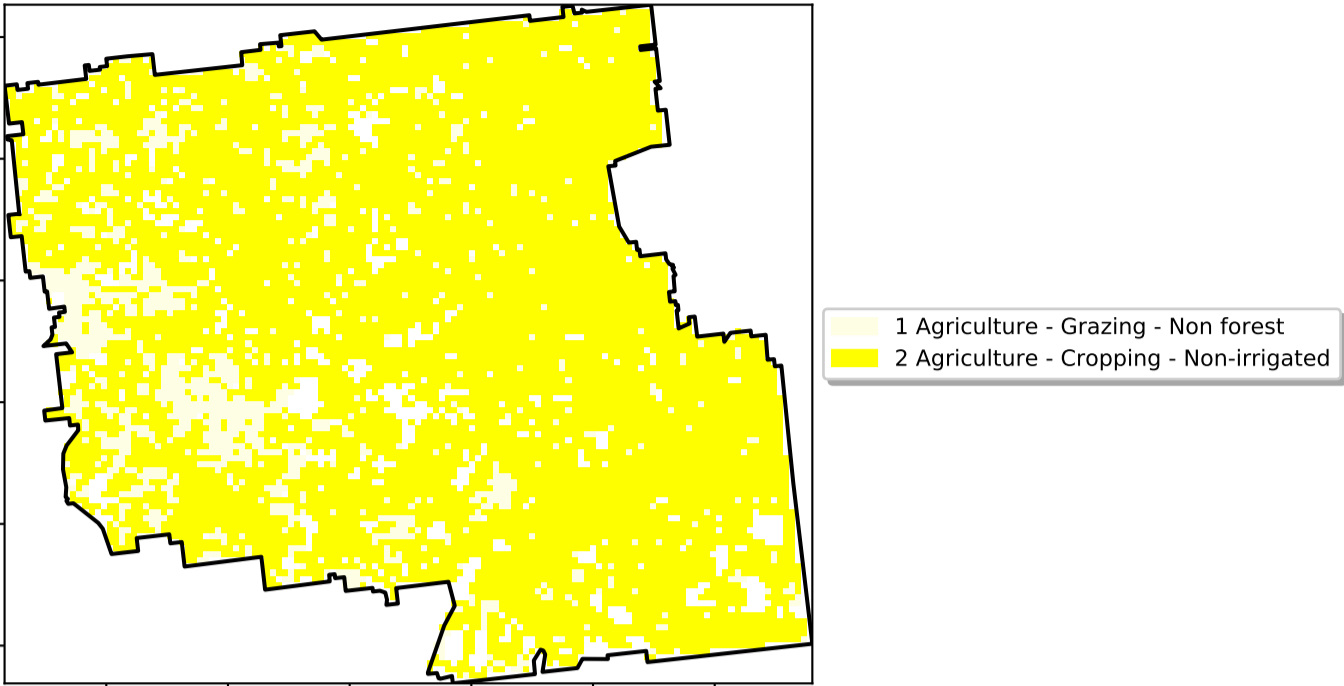 1 Agriculture - Grazing - Non forest
2 Agriculture - Cropping - Non-irrigated